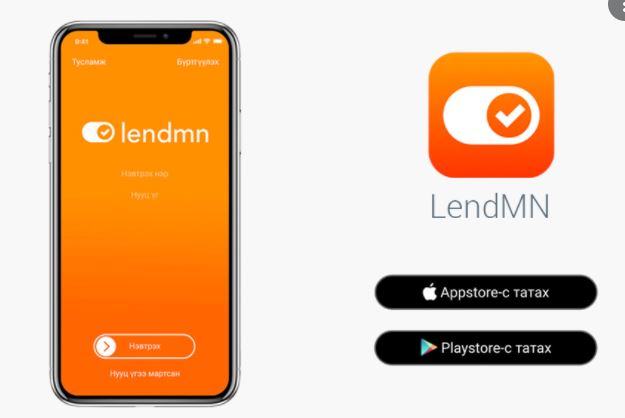 9:41
Тусламж
Бүртгүүлэх
lendmn
Нэвтрэх нэр
Нууц үг
Нэвтрэх
Нууц үгээ мартсан
LendMN
Appstore-с татах
Playstore-с татах